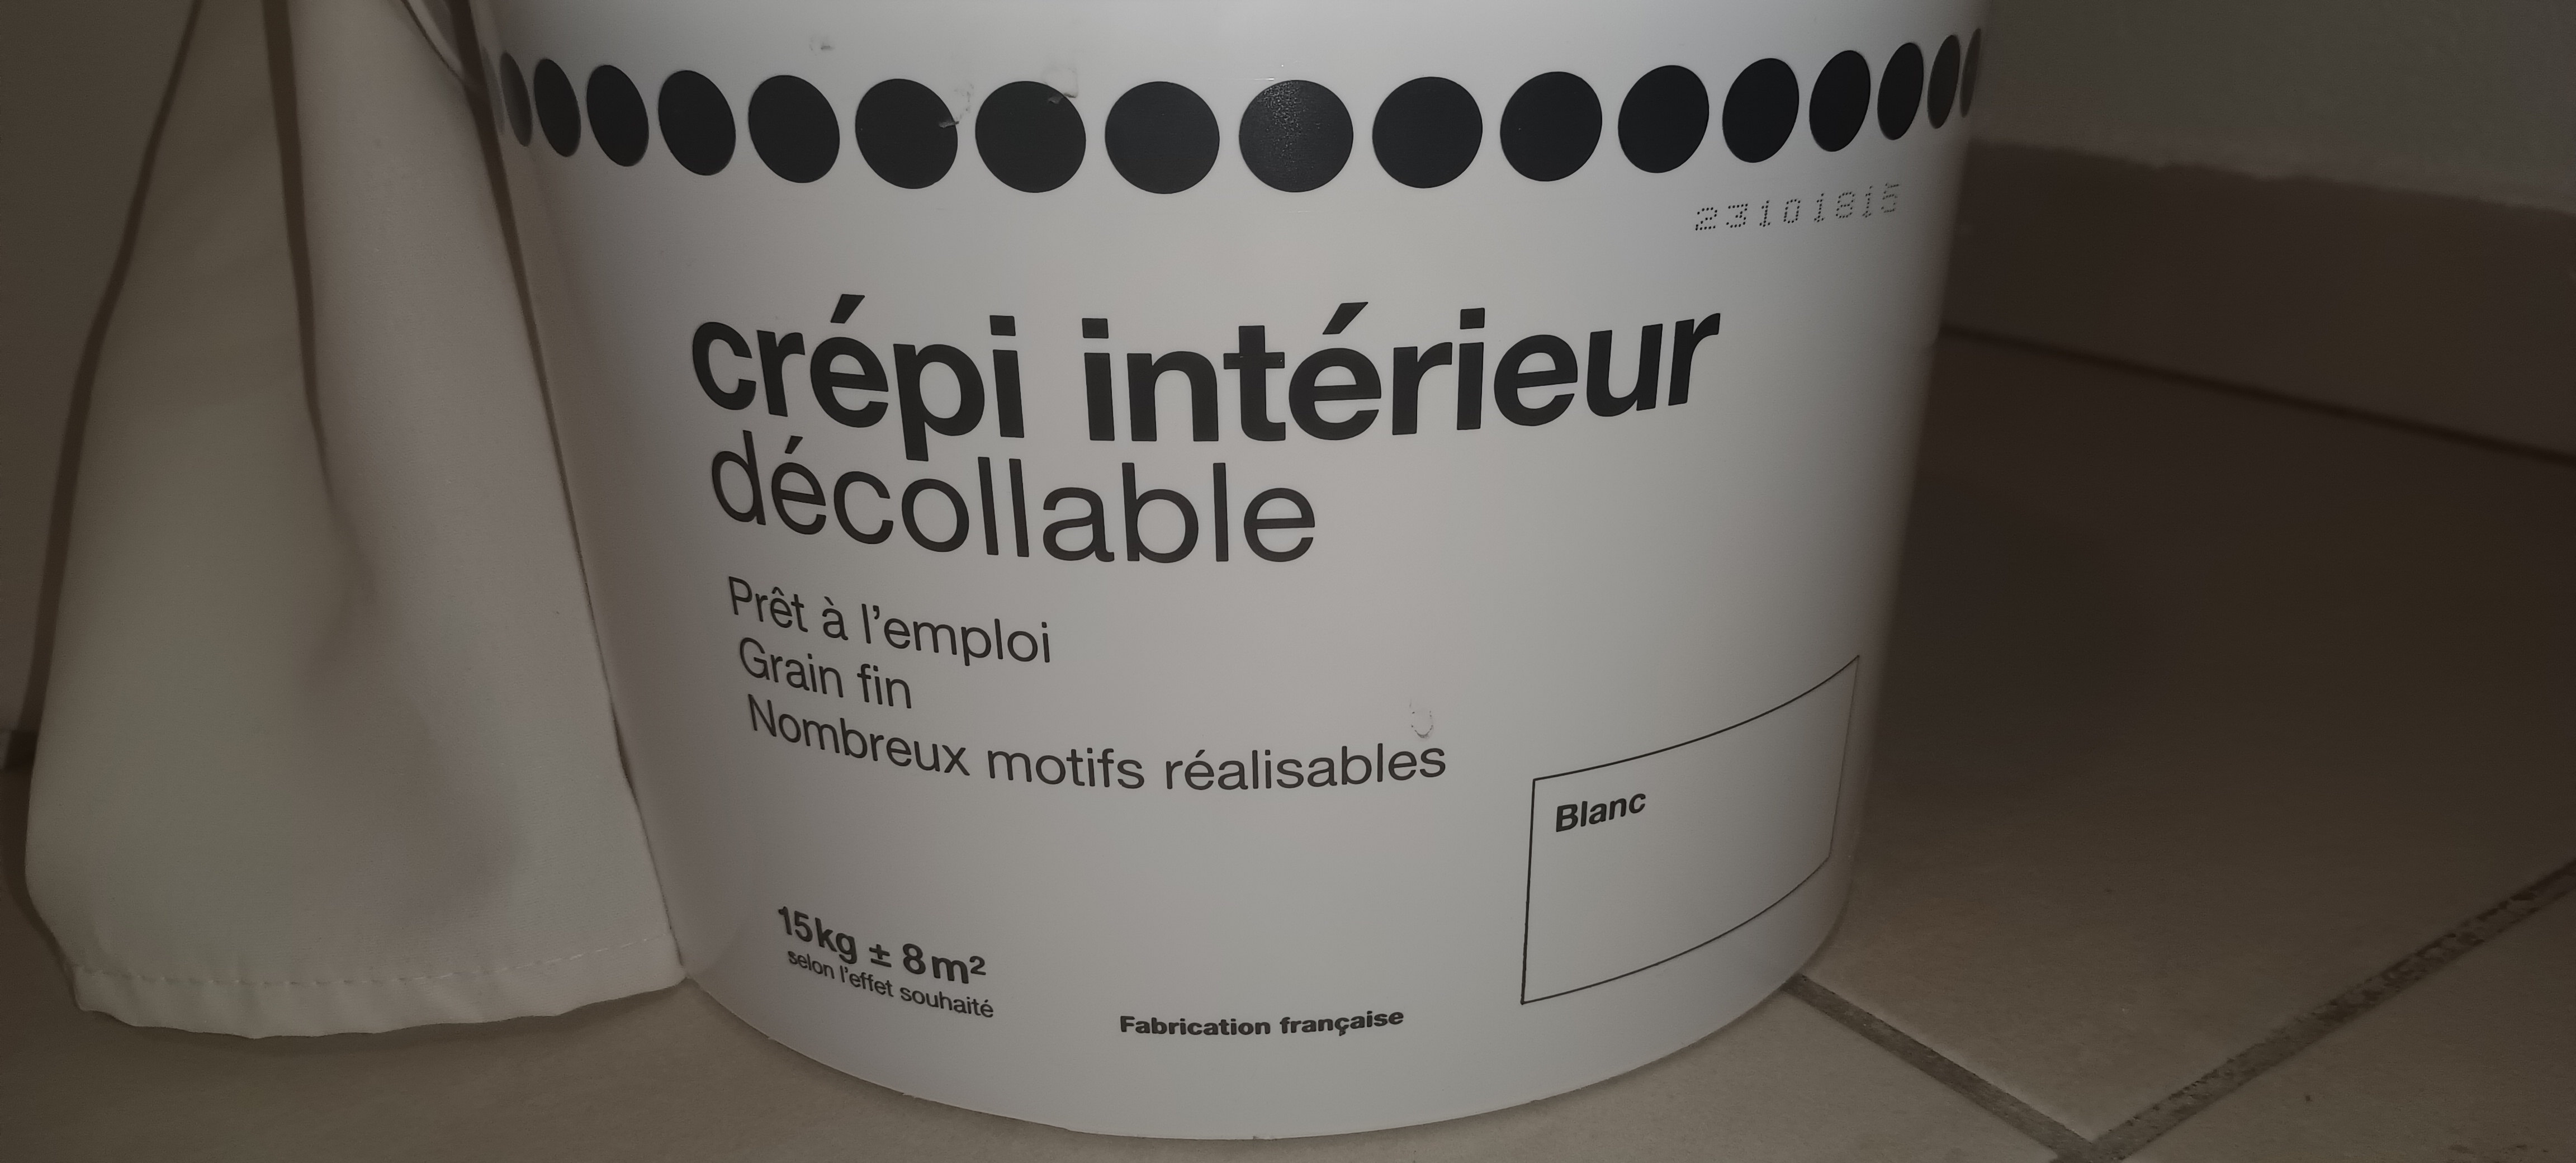 23101815
crépi intérieur
décollable
Prêt à l'emploi
Grain fin
Nombreux motifs réalisables
Blanc
15kg ± 8m²
selon l'effet souhaité
Fabrication française